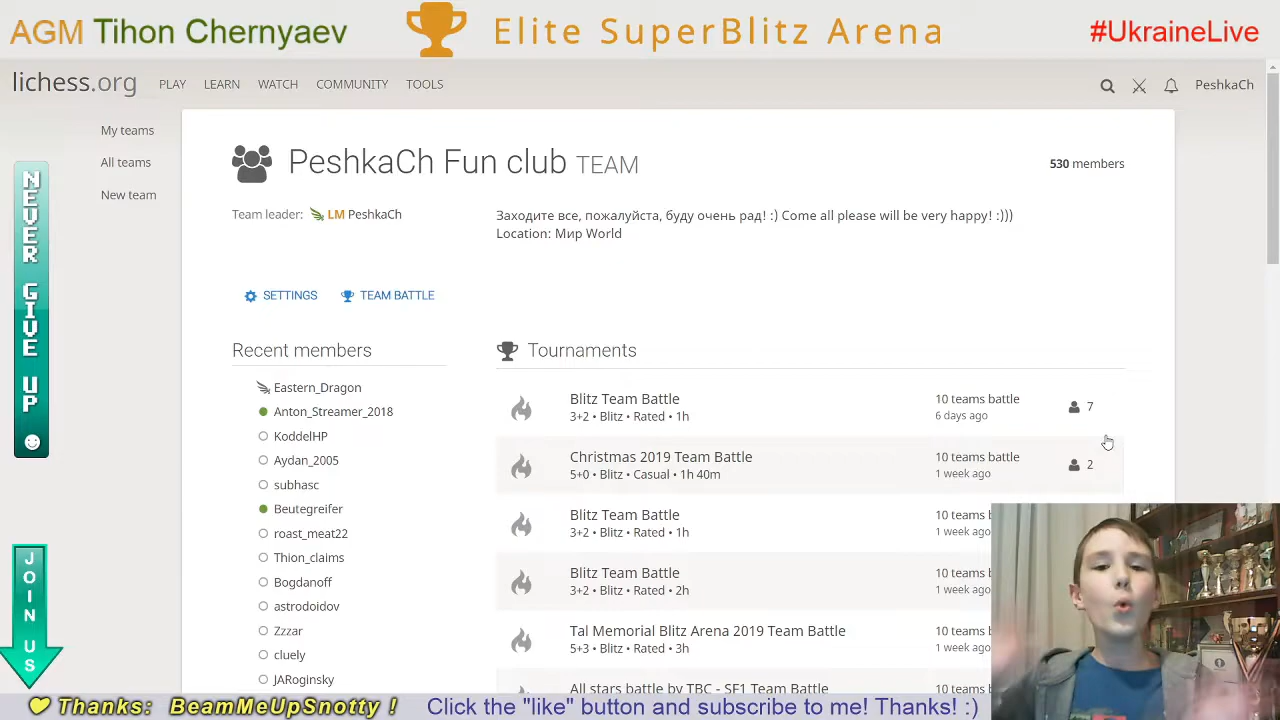 AGM Tihon Chernyaev
Elite SuperBlitz Arena
#UkraineLive
lichess.org
PLAY
LEARN
WATCH
COMMUNITY
TOOLS
PeshkaCh
My teams
All teams
New team
NEVER GIVE UP
JOIN US
PeshkaCh Fun club TEAM
530 members
Team leader: LM PeshkaCh
Заходите все, пожалуйста, буду очень рад! :) Come all please will be very happy! :)))
Location: Мир World
SETTINGS
TEAM BATTLE
Recent members
Eastern_Dragon
Anton_Streamer_2018
KoddelHP
Aydan_2005
subhasc
Beutegreifer
roast_meat22
Thion_claims
Bogdanoff
astrodoidov
Zzzar
cluely
JARoginsky
Tournaments
Blitz Team Battle
3+2 • Blitz • Rated • 1h
10 teams battle
6 days ago
7
Christmas 2019 Team Battle
5+0 • Blitz • Casual • 1h 40m
10 teams battle
1 week ago
2
Blitz Team Battle
3+2 • Blitz • Rated • 1h
10 teams b
1 week ago
Blitz Team Battle
3+2 • Blitz • Rated • 2h
10 teams b
1 week ago
Tal Memorial Blitz Arena 2019 Team Battle
5+3 • Blitz • Rated • 3h
10 teams b
1 week ago
All stars battle by TBC - SF1 Team Battle
10 teams b
Thanks: BeamMeUpSnotty !
Click the "like" button and subscribe to me! Thanks! :)